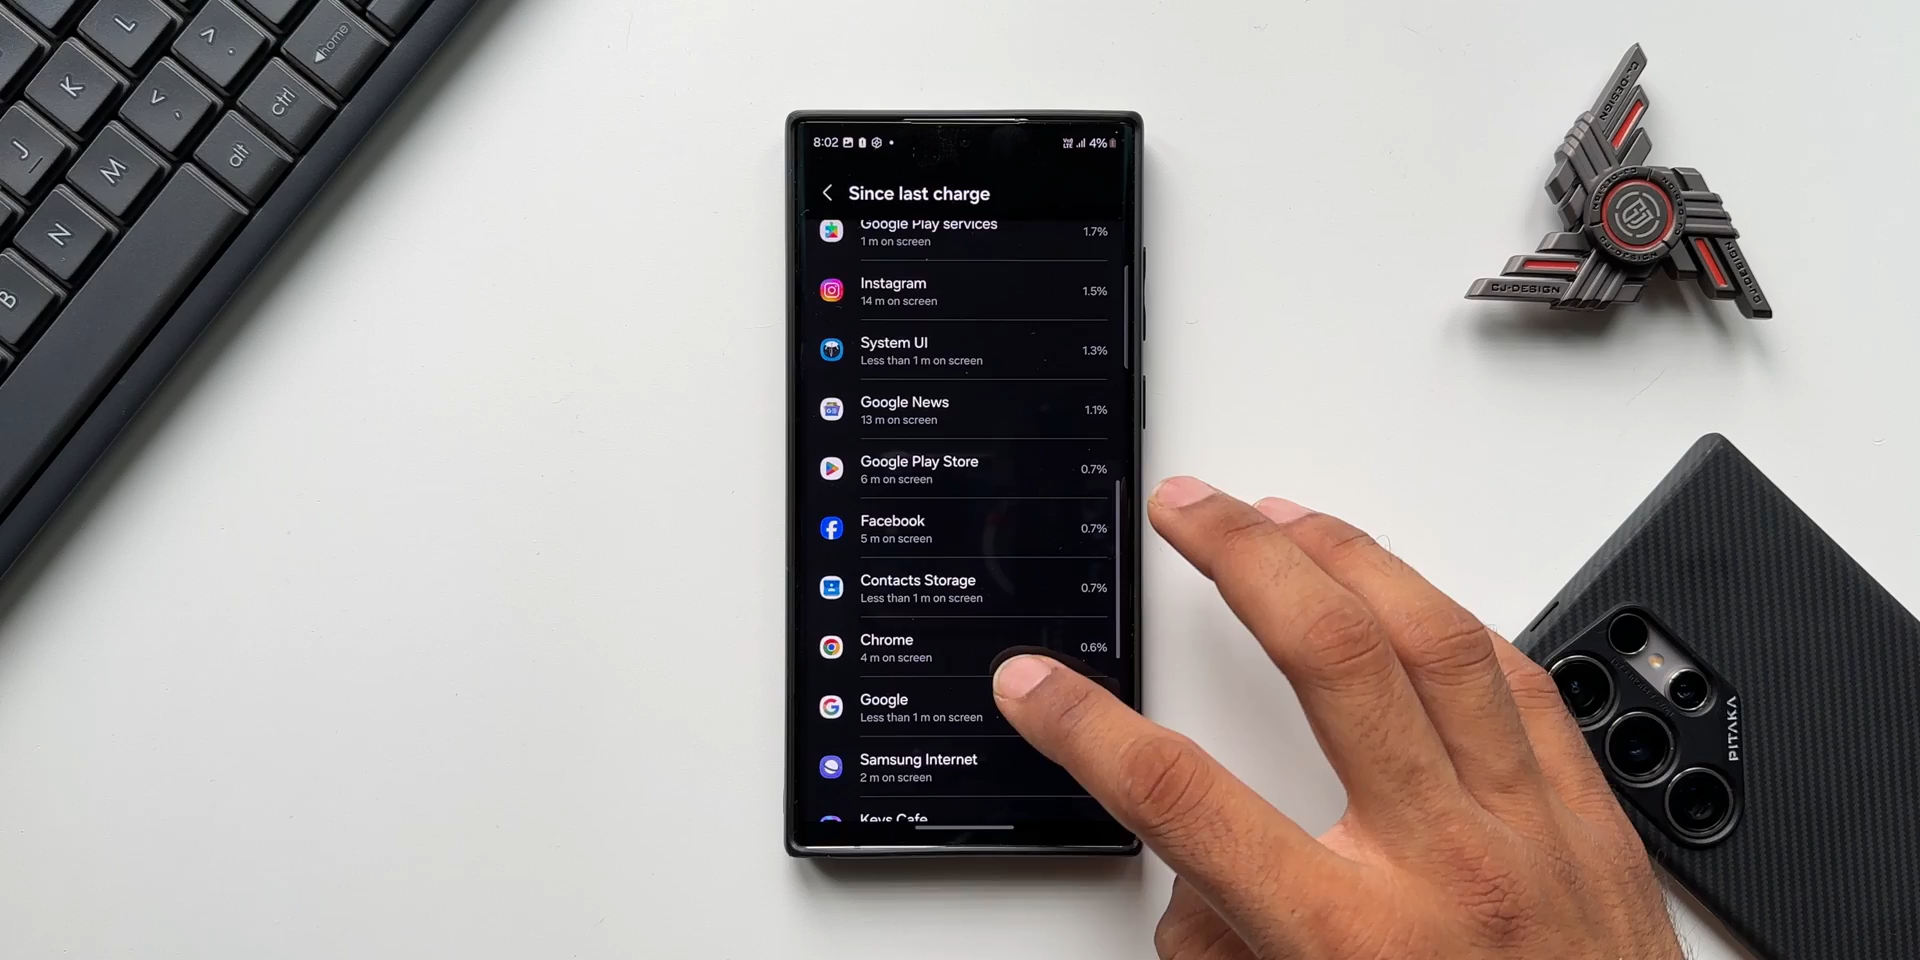 L
home
K
ctrl
J
M
alt
N
B
8:02
4%
Since last charge
Google Play services
1 m on screen
1.7%
Instagram
14 m on screen
1.5%
System UI
Less than 1 m on screen
1.3%
Google News
13 m on screen
1.1%
Google Play Store
6 m on screen
0.7%
Facebook
5 m on screen
0.7%
Contacts Storage
Less than 1 m on screen
0.7%
Chrome
4 m on screen
0.6%
Google
Less than 1 m on screen
Samsung Internet
2 m on screen
Keys Cafe
CJ-DESIGN
CJ-DESIGN
CJ-DESIGN
PITAKA